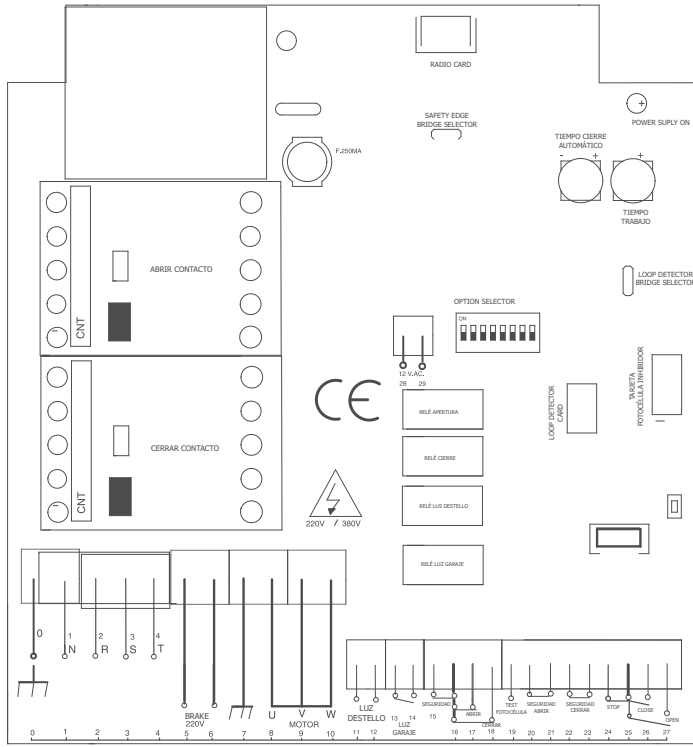 RADIO CARD
POWER SUPLY ON
SAFETY EDGE
BRIDGE SELECTOR
TIEMPO CIERRE
AUTOMÁTICO
- + +
F.250MA
TIEMPO
TRABAJO
ABRIR CONTACTO
CNT
LOOP DETECTOR
BRIDGE SELECTOR
OPTION SELECTOR
ON
12 V.AC.
28 29
CE
RELÉ APERTURA
LOOP DETECTOR
CARD
TARJETA
FOTOCÉLULA INHIBIDOR
CERRAR CONTACTO
CNT
RELÉ CIERRE
RELÉ LUS DESTELLO
220V / 380V
RELÉ LUZ GARAJE
0 1 2 3 4
N R S T
BRAKE
220V
U V W
MOTOR
LUZ
DESTELLO
LUZ
GARAJE
SEGURIDAD
ABRIR
CERRAR
TEST
FOTOCÉLULA
SEGURIDAD
ABRIR
SEGURIDAD
CERRAR
STOP
CLOSE
OPEN
0 1 2 3 4 5 6 7 8 9 10 11 12 13 14 15 16 17 18 19 20 21 22 23 24 25 26 27